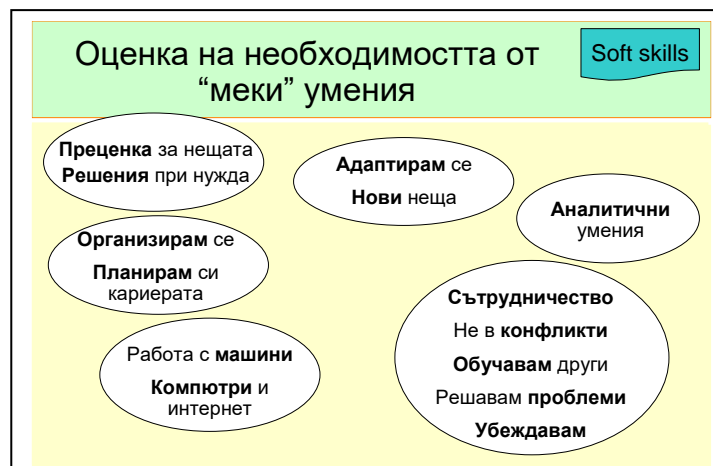 Оценка на необходимостта от
“меки” умения
Soft skills
Преценка за нещата
Решения при нужда
Адаптирам се
Нови неща
Аналитични
умения
Организирам се
Планирам си
кариерата
Сътрудничество
Не в конфликти
Обучавам други
Решавам проблеми
Убеждавам
Работа с машини
Компютри и
интернет